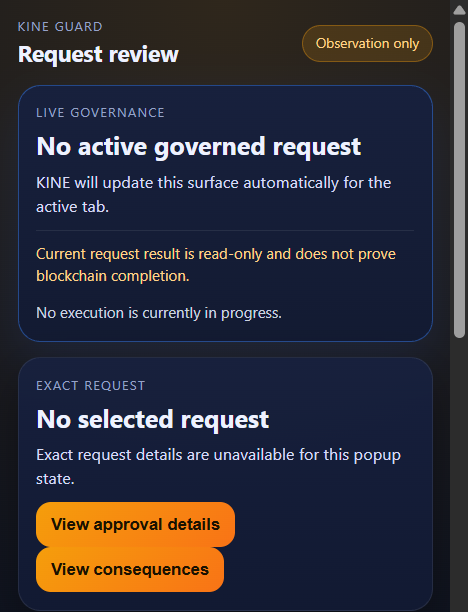 KINE GUARD
Request review
Observation only
LIVE GOVERNANCE
No active governed request
KINE will update this surface automatically for the
active tab.
Current request result is read-only and does not prove
blockchain completion.
No execution is currently in progress.
EXACT REQUEST
No selected request
Exact request details are unavailable for this popup
state.
View approval details
View consequences